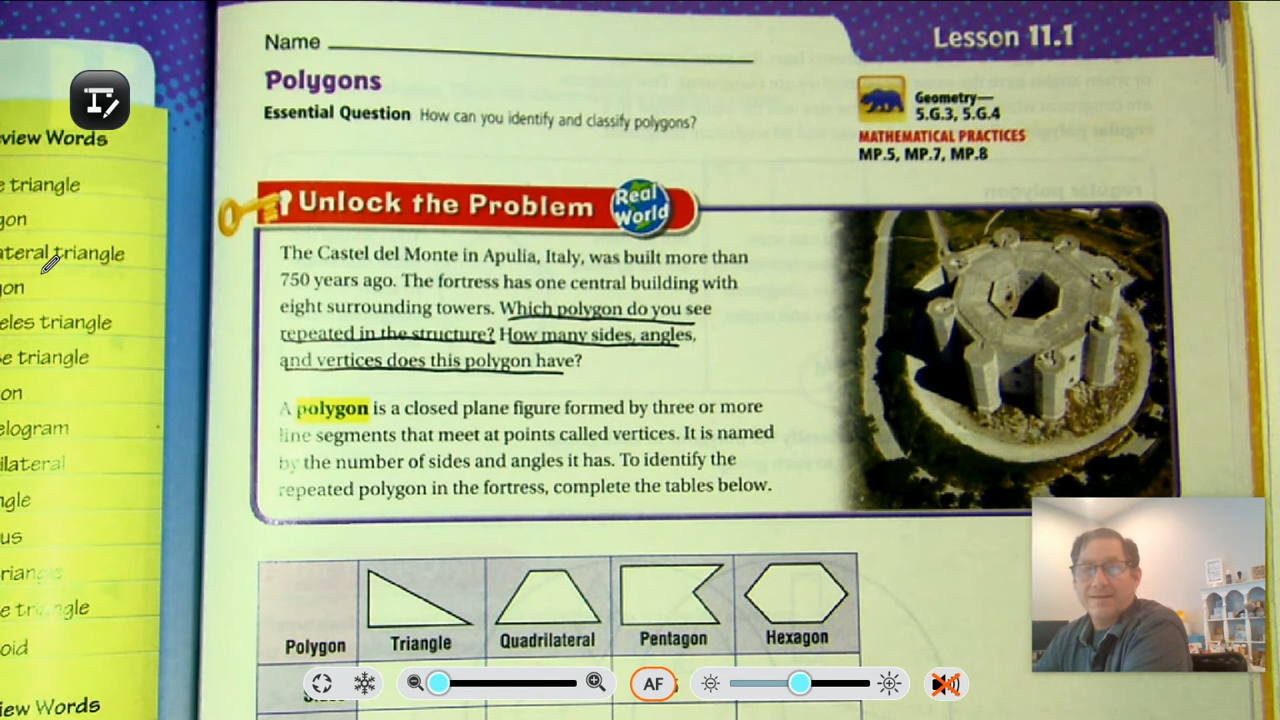 Name
Lesson 11.1
Polygons
Essential Question How can you identify and classify polygons?
Geometry—
5.G.3, 5.G.4
MATHEMATICAL PRACTICES
MP.5, MP.7, MP.8
view Words
e triangle
gon
ateral triangle
gon
eles triangle
se triangle
on
elogram
ilateral
ngle
us
riangle
e triangle
oid
iew Words
Unlock the Problem Real World
The Castel del Monte in Apulia, Italy, was built more than
750 years ago. The fortress has one central building with
eight surrounding towers. Which polygon do you see
repeated in the structure? How many sides, angles,
and vertices does this polygon have?
A polygon is a closed plane figure formed by three or more
line segments that meet at points called vertices. It is named
by the number of sides and angles it has. To identify the
repeated polygon in the fortress, complete the tables below.
Polygon Triangle Quadrilateral Pentagon Hexagon
AF